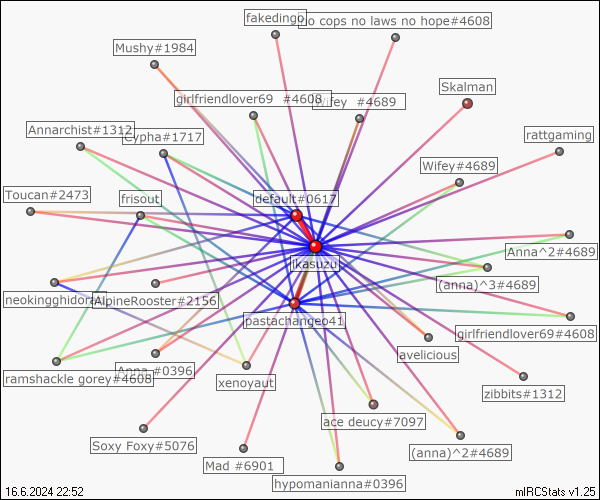 fakedingo
no cops no laws no hope#4608
Mushy#1984
Skalman
girlfriendlover69 #4608
Wifey #4689
Annarchist#1312
Cypha#1717
rattgaming
Wifey#4689
Toucan#2473
frisout
default#0617
Anna^2#4689
ikasuzu
(anna)^3#4689
neokingghidora
AlpineRooster#2156
pastachangeo41
girlfriendlover69#4608
avelicious
Anna #0396
ramshackle gorey#4608
xenoyaut
zibbits#1312
ace deucy#7097
Soxy Foxy#5076
(anna)^2#4689
Mad #6901
hypomanianna#0396
16.6.2024 22:52
mIRCStats v1.25